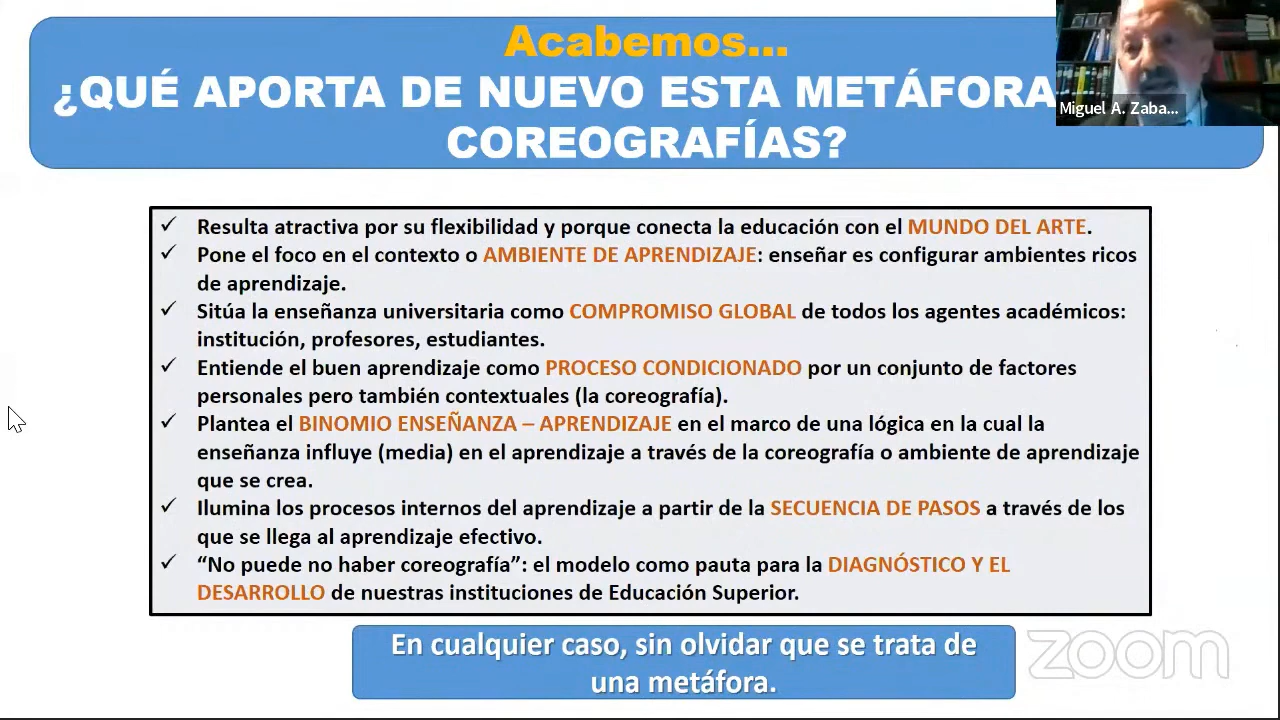 Acabemos...
¿QUÉ APORTA DE NUEVO ESTA METÁFORA
COREOGRAFÍAS?
Miguel A. Zaba...
✓ Resulta atractiva por su flexibilidad y porque conecta la educación con el MUNDO DEL ARTE.
✓ Pone el foco en el contexto o AMBIENTE DE APRENDIZAJE: enseñar es configurar ambientes ricos
de aprendizaje.
✓ Sitúa la enseñanza universitaria como COMPROMISO GLOBAL de todos los agentes académicos:
institución, profesores, estudiantes.
✓ Entiende el buen aprendizaje como PROCESO CONDICIONADO por un conjunto de factores
personales pero también contextuales (la coreografía).
✓ Plantea el BINOMIO ENSEÑANZA – APRENDIZAJE en el marco de una lógica en la cual la
enseñanza influye (media) en el aprendizaje a través de la coreografía o ambiente de aprendizaje
que se crea.
✓ Ilumina los procesos internos del aprendizaje a partir de la SECUENCIA DE PASOS a través de los
que se llega al aprendizaje efectivo.
✓ “No puede no haber coreografía”: el modelo como pauta para la DIAGNÓSTICO Y EL
DESARROLLO de nuestras instituciones de Educación Superior.
En cualquier caso, sin olvidar que se trata de
una metáfora.
zoom